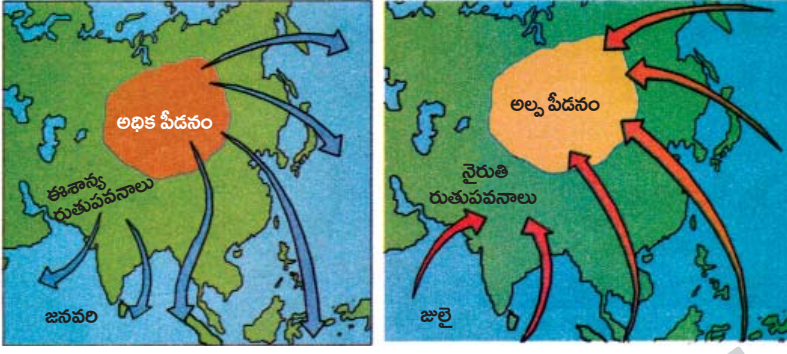 అధిక పీడనం
ఈశాన్య
రుతుపవనాలు
జనవరి
అల్ప పీడనం
నైరుతి
రుతుపవనాలు
జులై